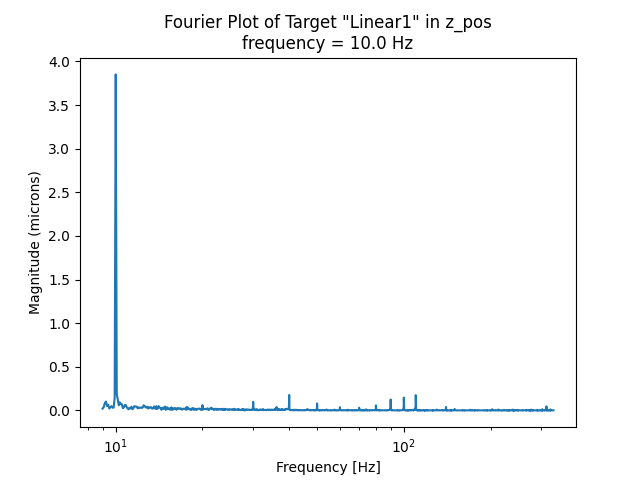 Fourier Plot of Target "Linear1" in z_pos
frequency = 10.0 Hz
4.0
3.5
3.0
2.5
2.0
1.5
1.0
0.5
0.0
Magnitude (microns)
10¹
10²
Frequency [Hz]